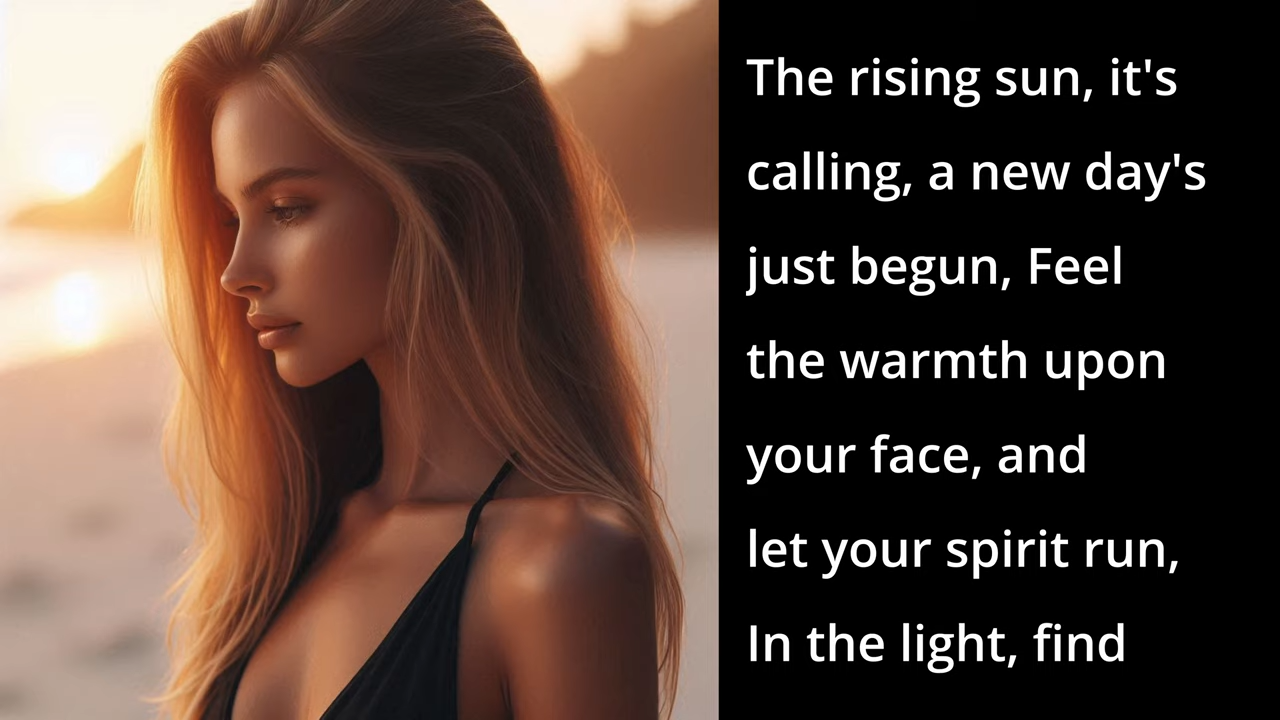 The rising sun, it's
calling, a new day's
just begun, Feel
the warmth upon
your face, and
let your spirit run,
In the light, find